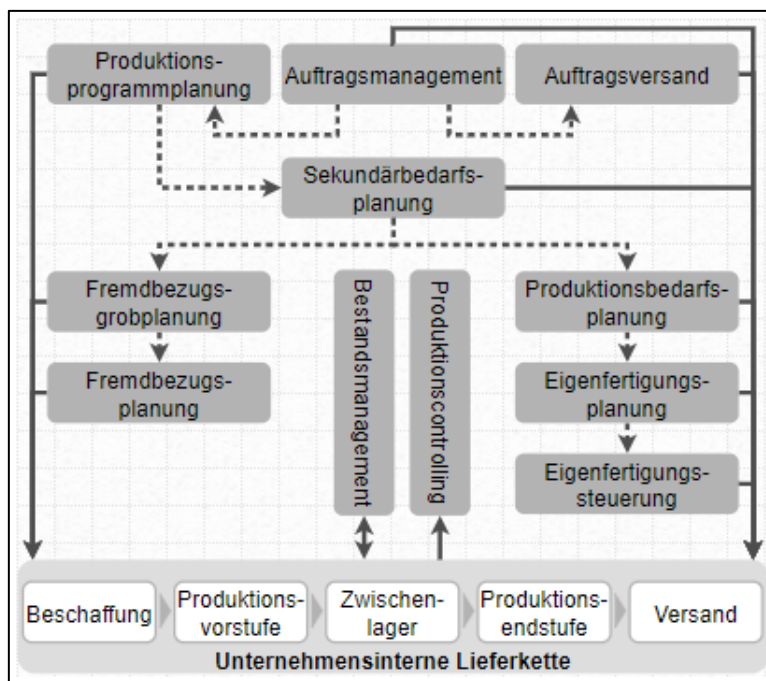 Produktions-
programmplanung
Auftragsmanagement
Auftragsversand
Sekundärbedarfs-
planung
Fremdbezugs-
grobplanung
Bestandsmanagement
Produktionscontrolling
Produktionsbedarfs-
planung
Fremdbezugs-
planung
Eigenfertigungs-
planung
Eigenfertigungs-
steuerung
Beschaffung
Produktions-
vorstufe
Zwischen-
lager
Produktions-
endstufe
Versand
Unternehmensinterne Lieferkette